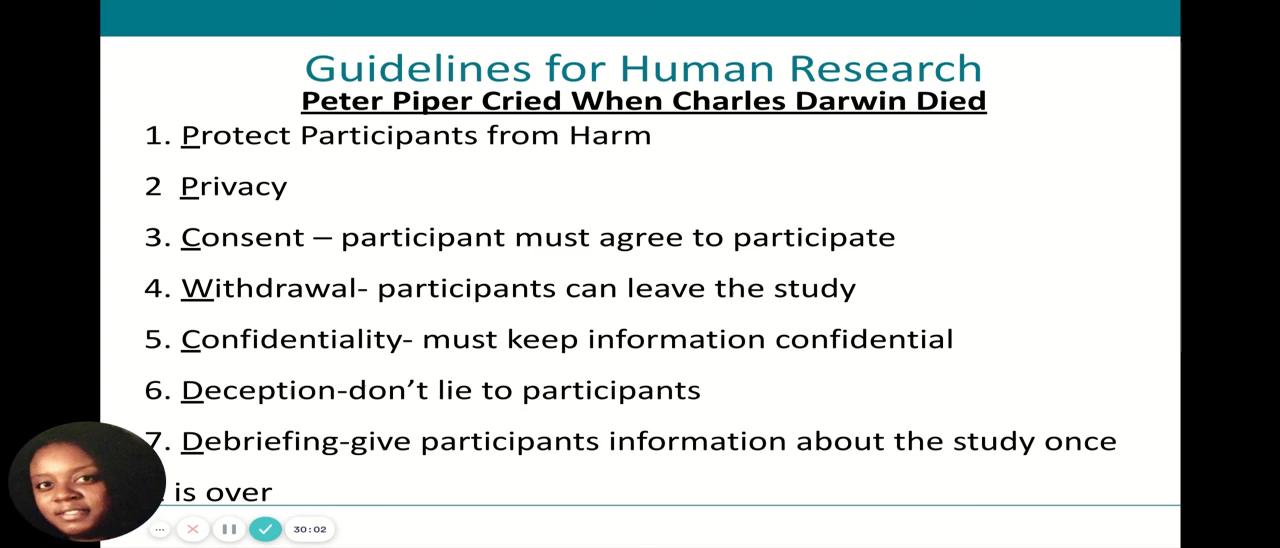 Guidelines for Human Research
Peter Piper Cried When Charles Darwin Died
1. Protect Participants from Harm
2 Privacy
3. Consent – participant must agree to participate
4. Withdrawal- participants can leave the study
5. Confidentiality- must keep information confidential
6. Deception-don't lie to participants
7. Debriefing-give participants information about the study once
is over
30:02